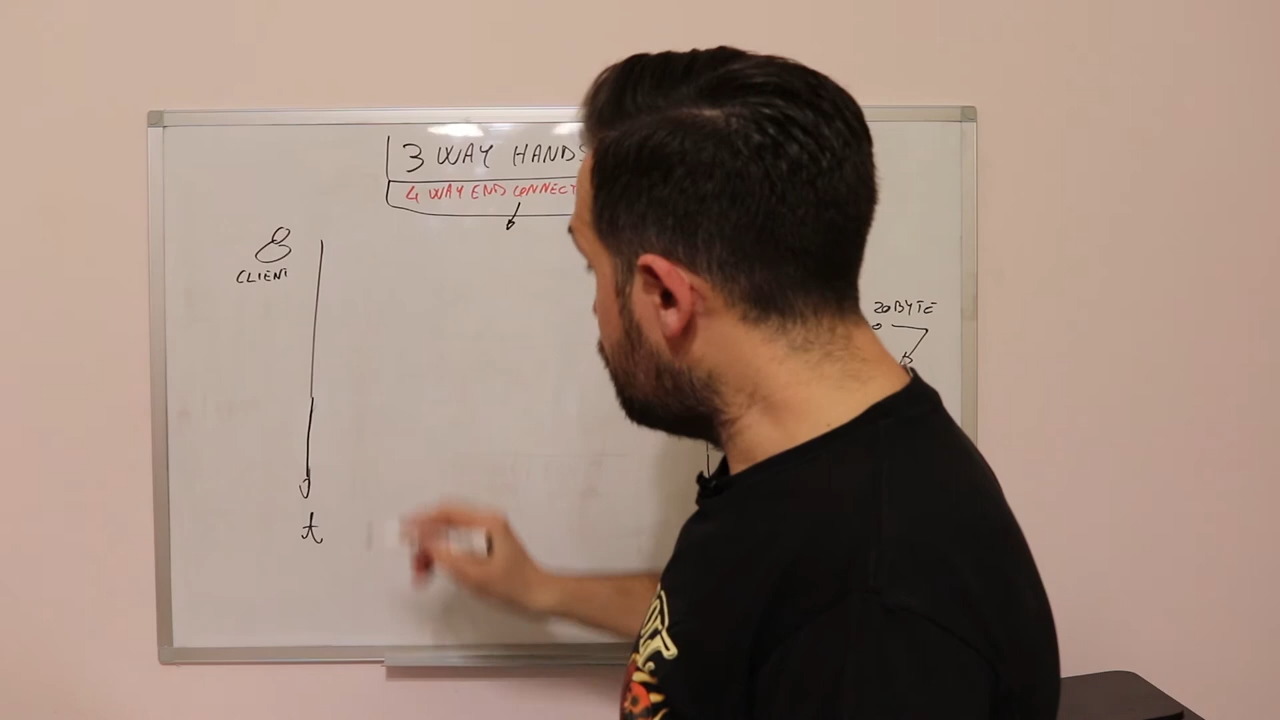 3 WAY HANDS
4 WAY END CONNECT
CLIENT
20 BYTE
t